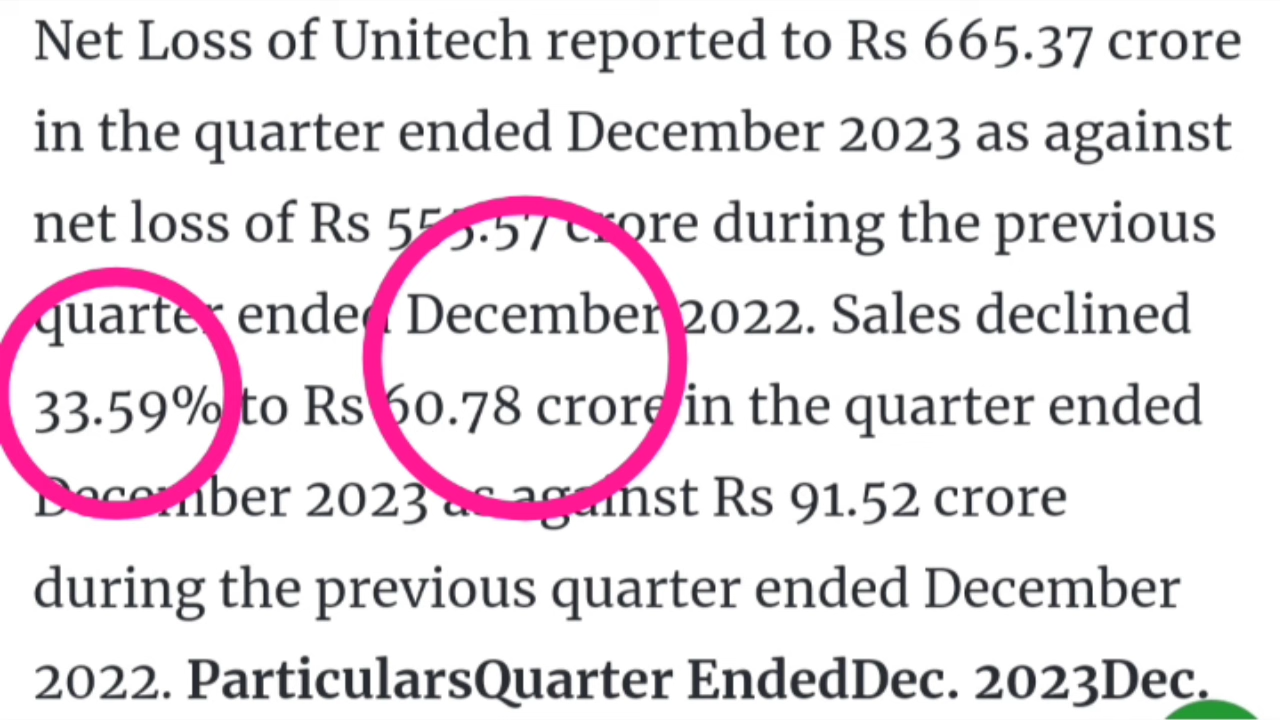 Net Loss of Unitech reported to Rs 665.37 crore
in the quarter ended December 2023 as against
net loss of Rs 555.57 crore during the previous
quarter ended December 2022. Sales declined
33.59% to Rs 60.78 crore in the quarter ended
December 2023 as against Rs 91.52 crore
during the previous quarter ended December
2022. ParticularsQuarter EndedDec. 2023Dec.